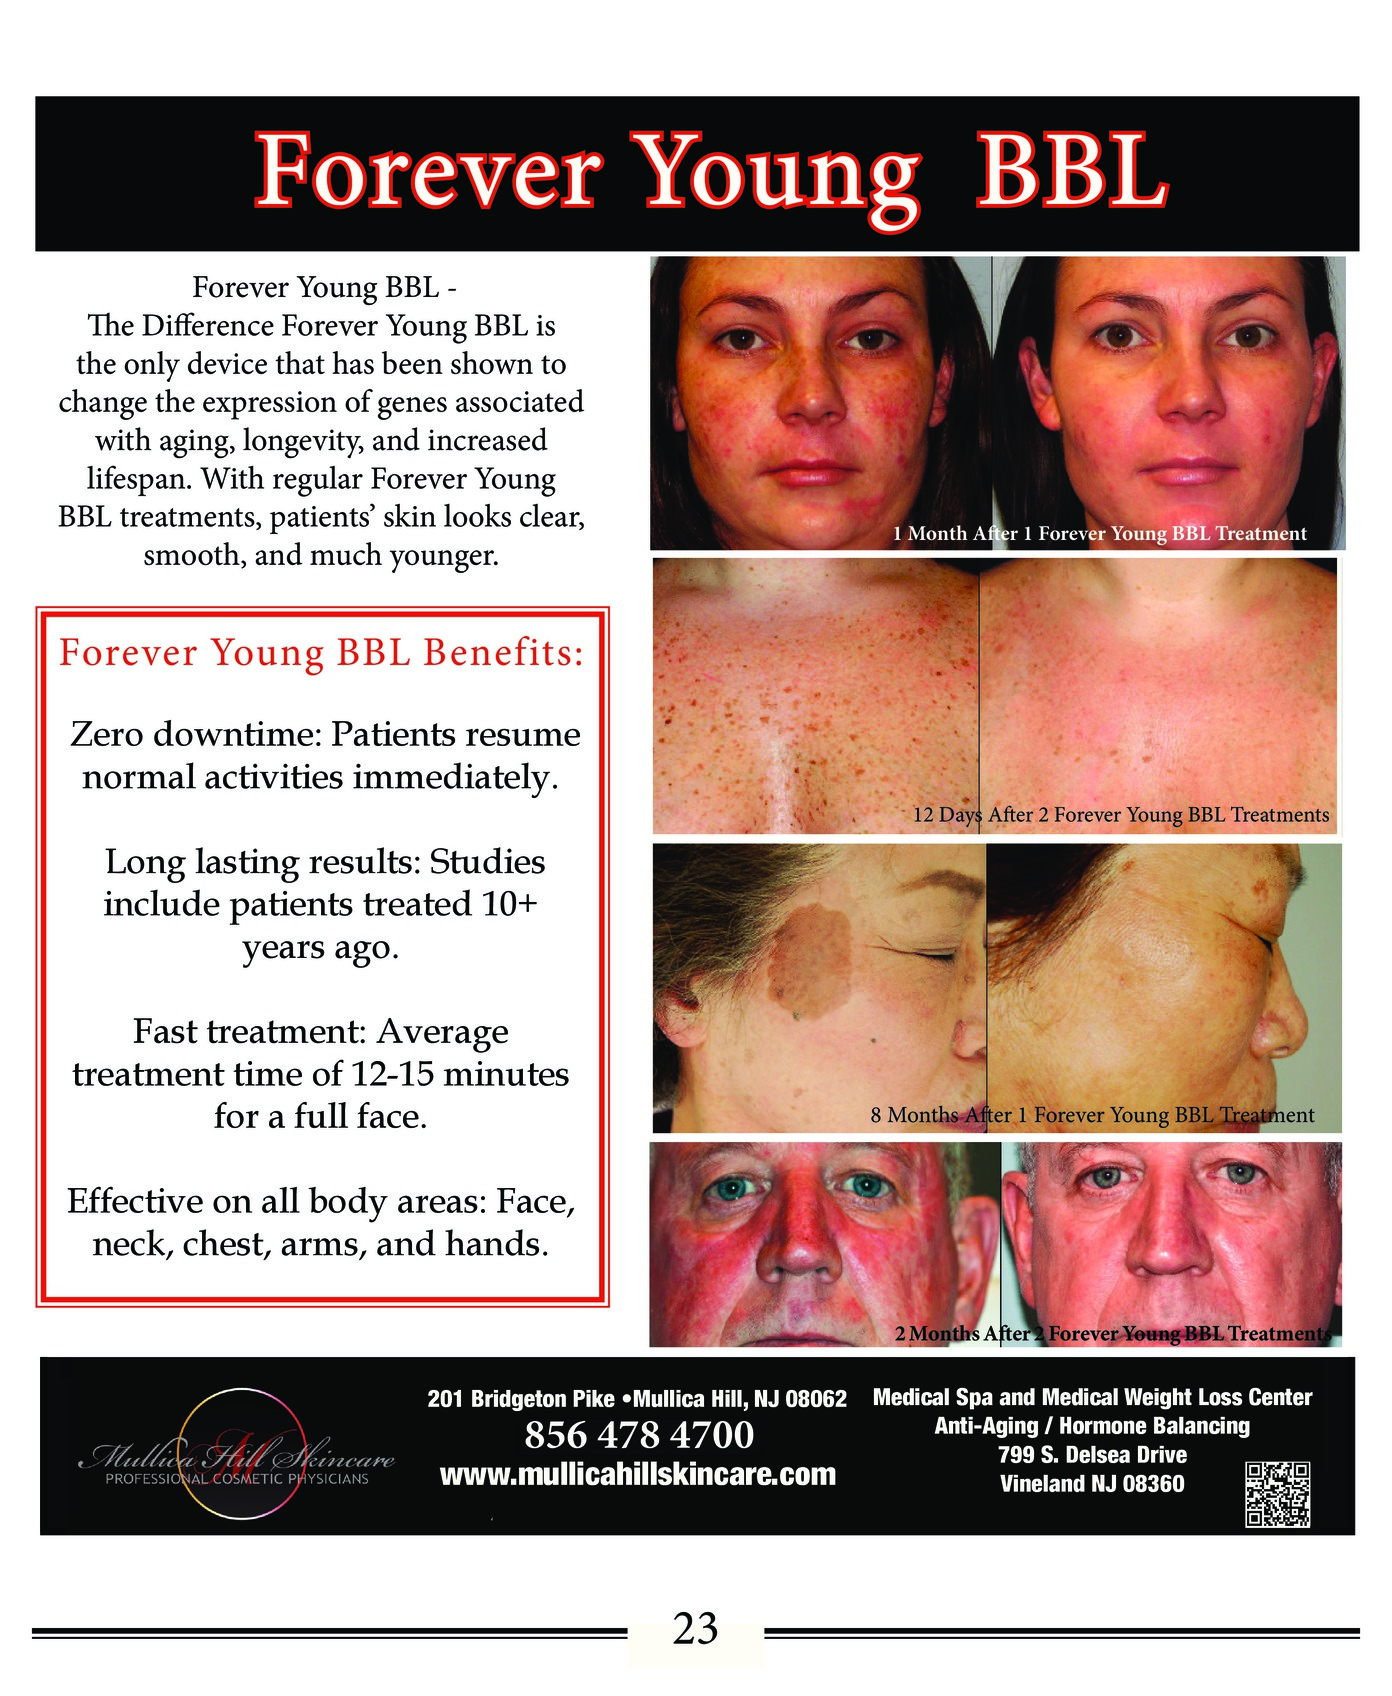 Forever Young BBL
Forever Young BBL -
The Difference Forever Young BBL is
the only device that has been shown to
change the expression of genes associated
with aging, longevity, and increased
lifespan. With regular Forever Young
BBL treatments, patients’ skin looks clear,
smooth, and much younger.
Forever Young BBL Benefits:
Zero downtime: Patients resume
normal activities immediately.
Long lasting results: Studies
include patients treated 10+
years ago.
Fast treatment: Average
treatment time of 12-15 minutes
for a full face.
Effective on all body areas: Face,
neck, chest, arms, and hands.
1 Month After 1 Forever Young BBL Treatment
12 Days After 2 Forever Young BBL Treatments
8 Months After 1 Forever Young BBL Treatment
2 Months After 2 Forever Young BBL Treatments
Mullica Hill Skincare
PROFESSIONAL COSMETIC PHYSICIANS
201 Bridgeton Pike •Mullica Hill, NJ 08062
856 478 4700
www.mullicahillskincare.com
Medical Spa and Medical Weight Loss Center
Anti-Aging / Hormone Balancing
799 S. Delsea Drive
Vineland NJ 08360
23